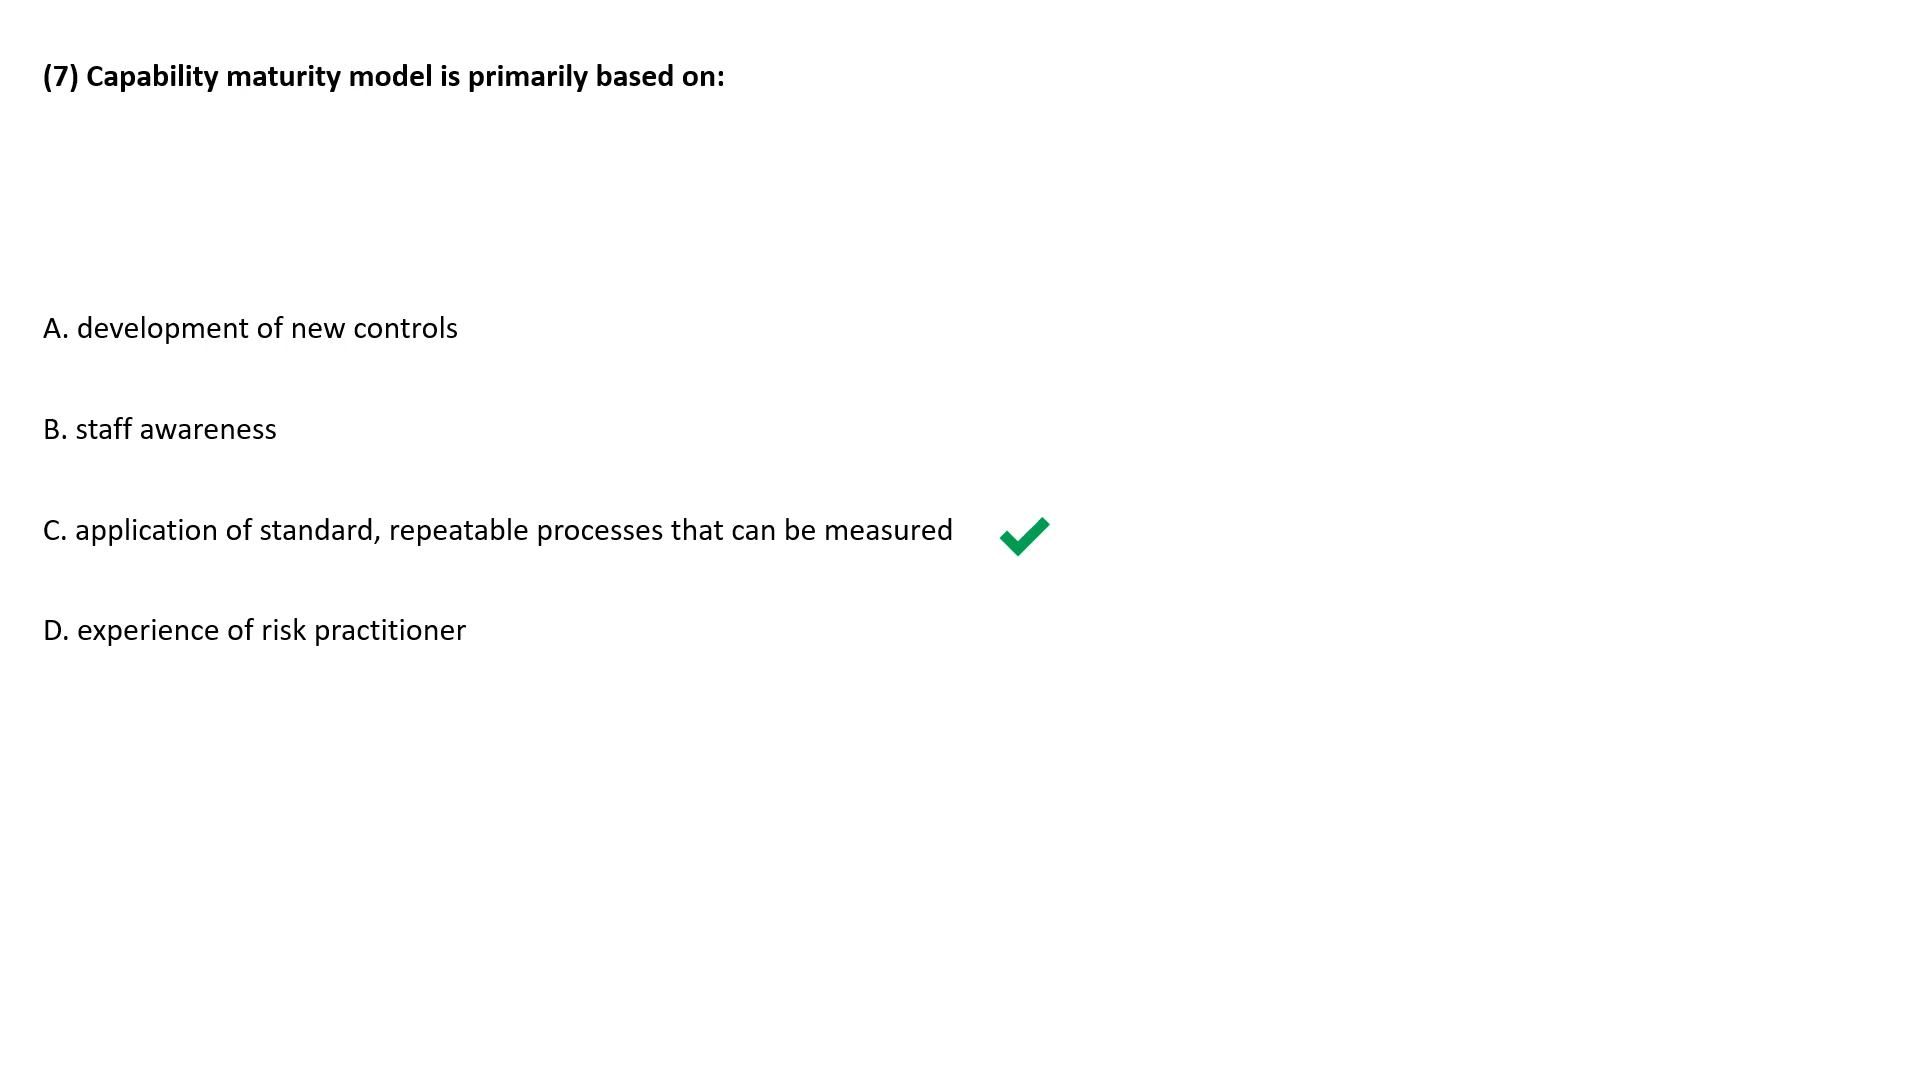 (7) Capability maturity model is primarily based on:
A. development of new controls
B. staff awareness
C. application of standard, repeatable processes that can be measured
D. experience of risk practitioner